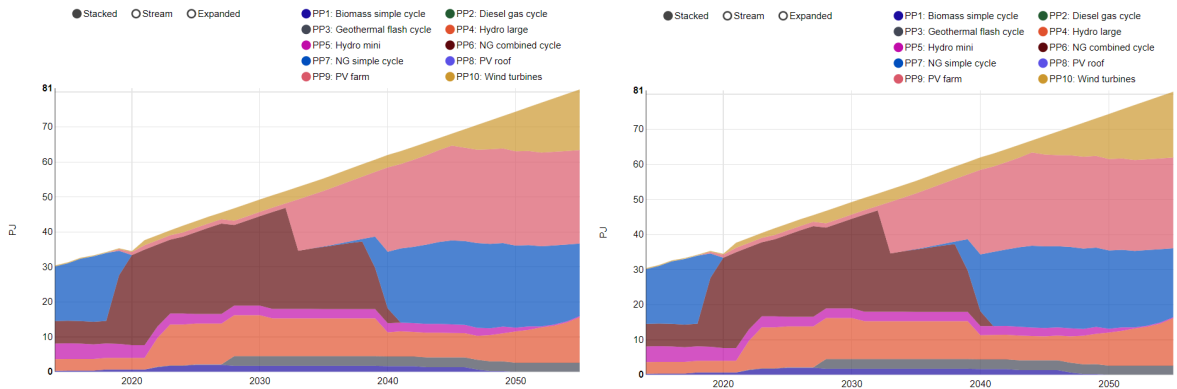 Stacked Stream Expanded
PP1: Biomass simple cycle PP2: Diesel gas cycle
PP3: Geothermal flash cycle PP4: Hydro large
PP5: Hydro mini PP6: NG combined cycle
PP7: NG simple cycle PP8: PV roof
PP9: PV farm PP10: Wind turbines
81
70
60
50
40
30
20
10
0
PJ
2020 2030 2040 2050
Stacked Stream Expanded
PP1: Biomass simple cycle PP2: Diesel gas cycle
PP3: Geothermal flash cycle PP4: Hydro large
PP5: Hydro mini PP6: NG combined cycle
PP7: NG simple cycle PP8: PV roof
PP9: PV farm PP10: Wind turbines
81
70
60
50
40
30
20
10
0
PJ
2020 2030 2040 2050